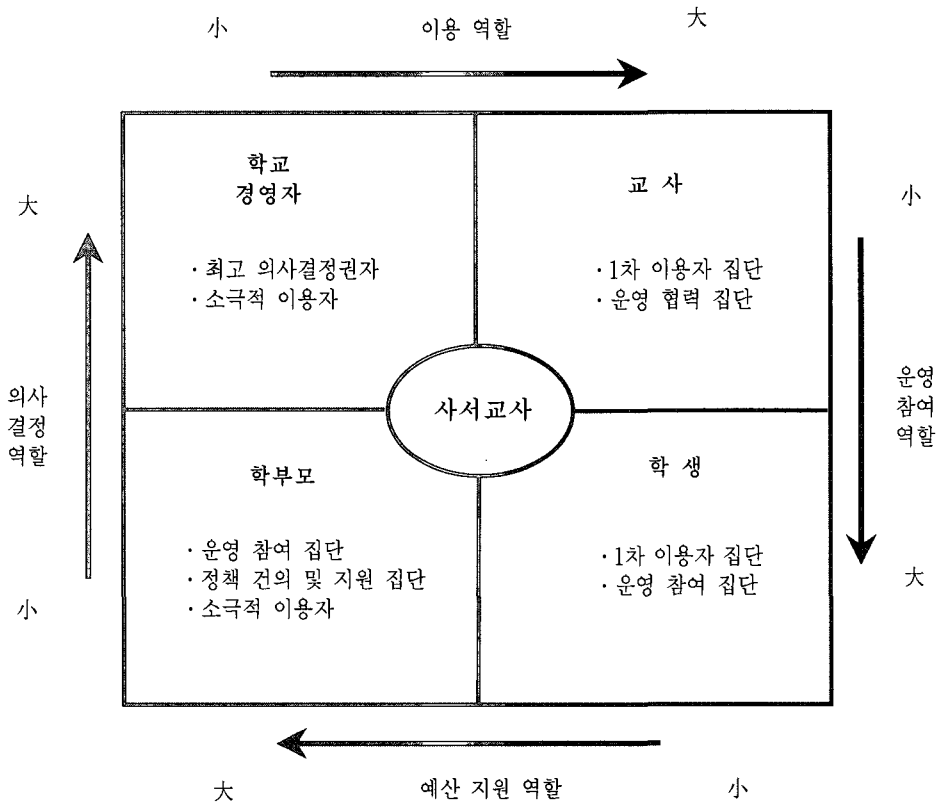 小 이용 역할 大
학교
경영자
· 최고 의사결정권자
· 소극적 이용자
교 사
· 1차 이용자 집단
· 운영 협력 집단
大
의사
결정
역할
小
小
운영
참여
역할
大
사서교사
학부모
· 운영 참여 집단
· 정책 건의 및 지원 집단
· 소극적 이용자
학 생
· 1차 이용자 집단
· 운영 참여 집단
大 예산 지원 역할 小